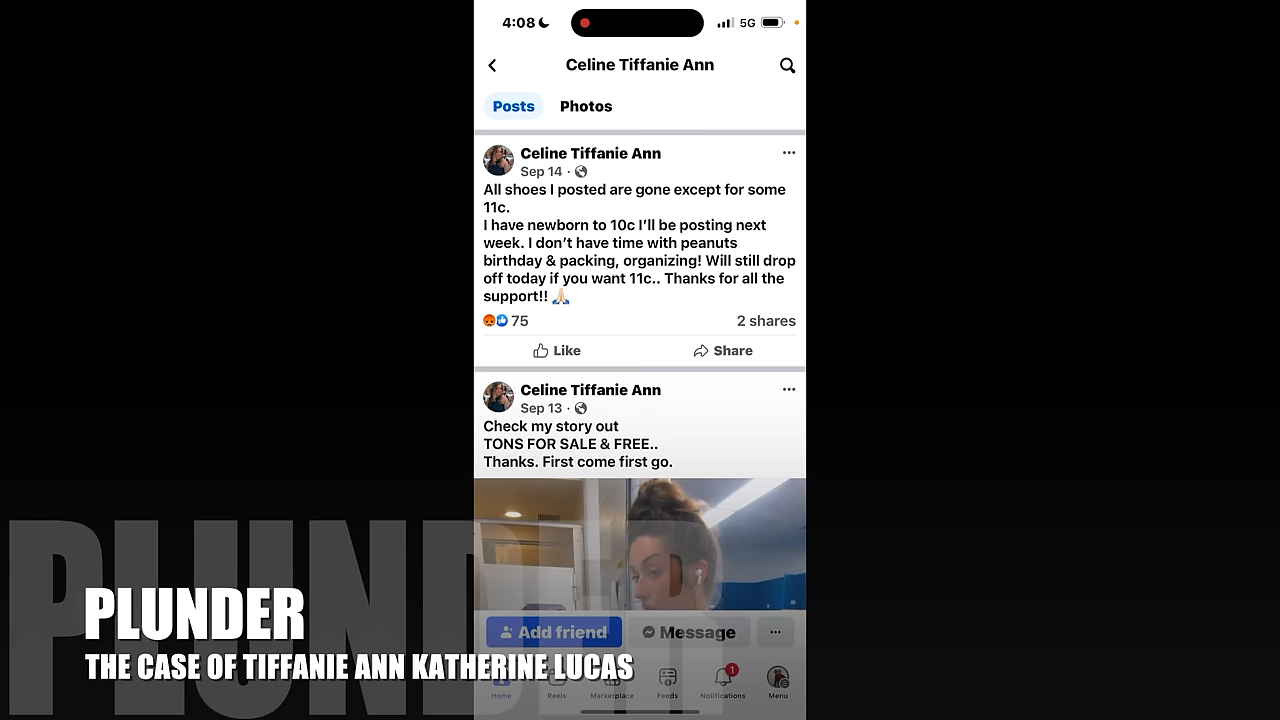 4:08
5G
Celine Tiffanie Ann
Posts Photos
Celine Tiffanie Ann
Sep 14 ·
All shoes I posted are gone except for some
11c.
I have newborn to 10c I’ll be posting next
week. I don’t have time with peanuts
birthday & packing, organizing! Will still drop
off today if you want 11c.. Thanks for all the
support!! 🙏🏻
75 2 shares
Like Share
Celine Tiffanie Ann
Sep 13 ·
Check my story out
TONS FOR SALE & FREE..
Thanks. First come first go.
Add friend Message
PLUNDER
PLUNDER
THE CASE OF TIFFANIE ANN KATHERINE LUCAS
1
Home Reels Marketplace Feeds Notifications Menu